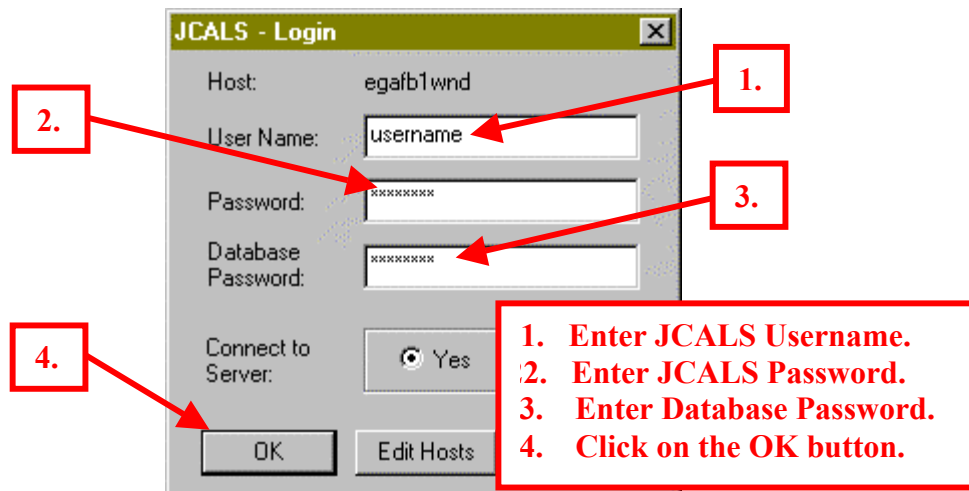 JCALS - Login
Host: egafb1wnd
1.
2.
User Name: username
Password: ××××××××
3.
Database
Password: ××××××××
4.
Connect to
Server: Yes
OK Edit Hosts
1. Enter JCALS Username.
22. Enter JCALS Password.
3. Enter Database Password.
4. Click on the OK button.